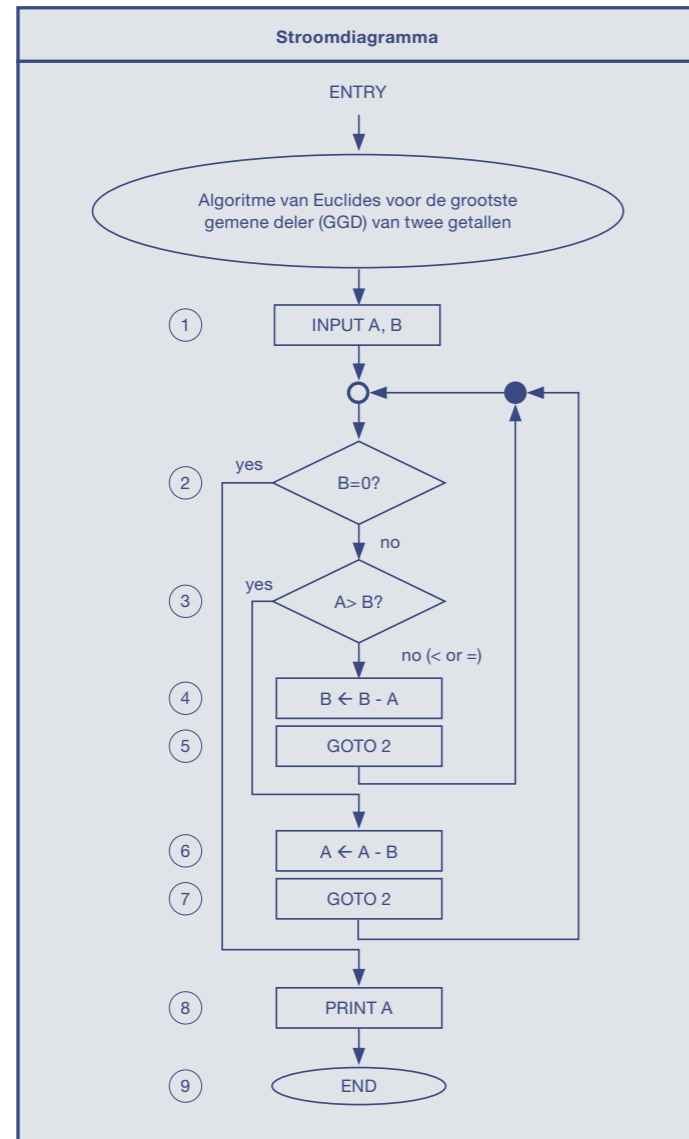 Stroomdiagramma
ENTRY
Algoritme van Euclides voor de grootste
gemene deler (GGD) van twee getallen
1 INPUT A, B
yes
2 B=0?
no
yes
3 A> B?
no (< or =)
4 B ← B - A
5 GOTO 2
6 A ← A - B
7 GOTO 2
8 PRINT A
9 END